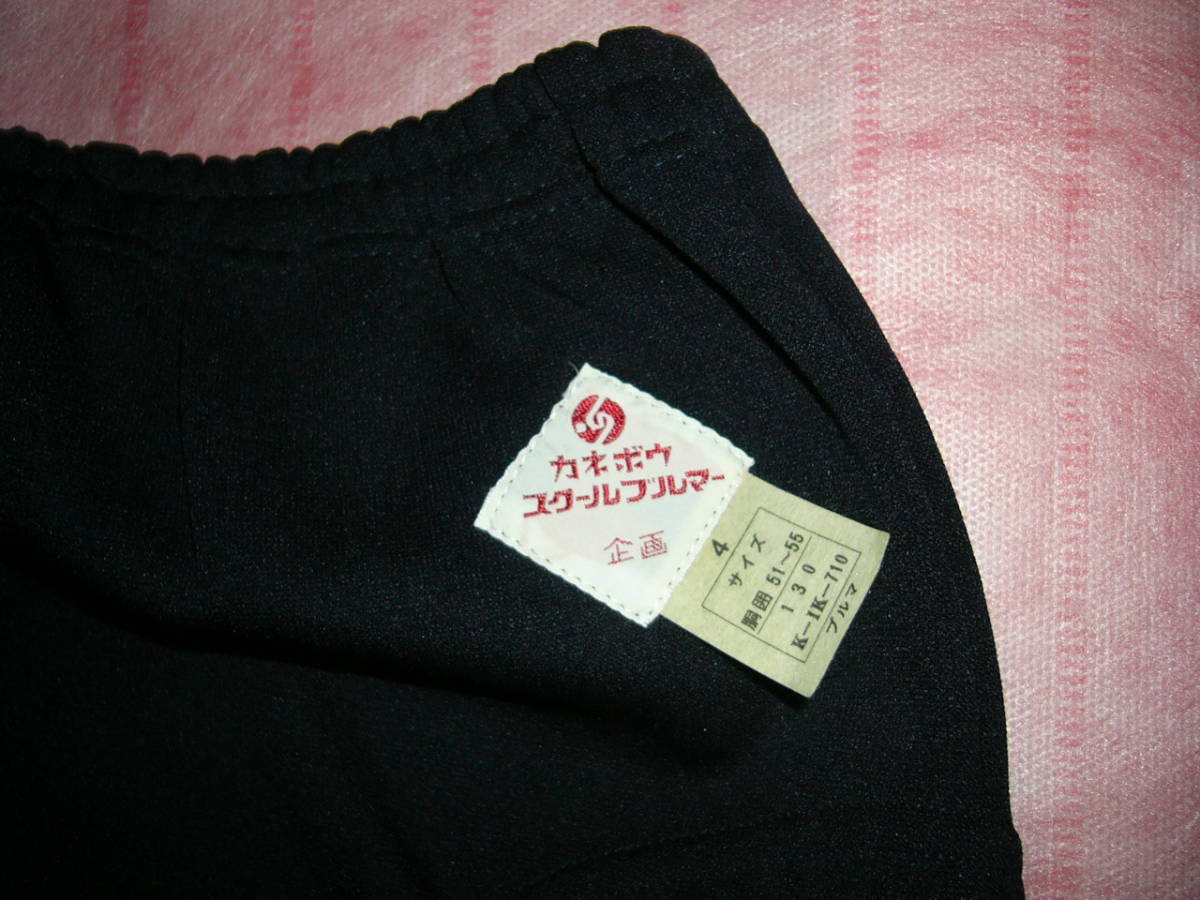 カネボウ
スクールブルマー
企画
4
サイズ
胴囲 51~55
130
K-1K-710
ブルマ